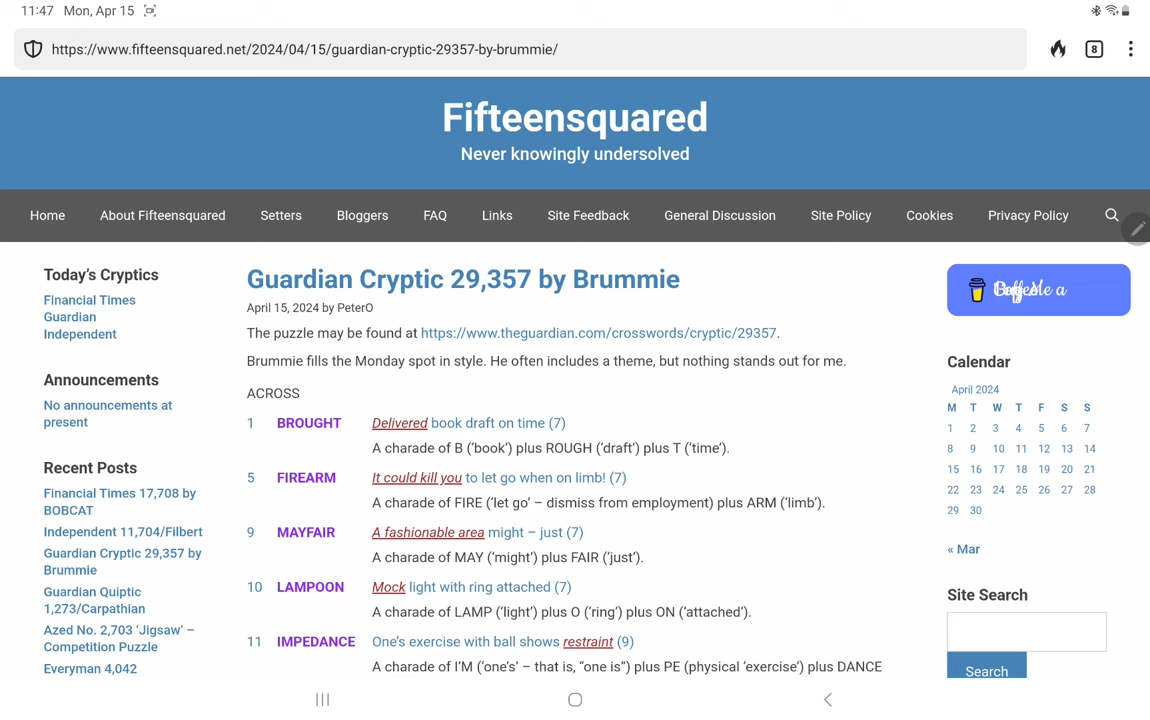 11:47 Mon, Apr 15
https://www.fifteensquared.net/2024/04/15/guardian-cryptic-29357-by-brummie/
8
Fifteensquared
Never knowingly undersolved
Home About Fifteensquared Setters Bloggers FAQ Links Site Feedback General Discussion Site Policy Cookies Privacy Policy
Today's Cryptics
Financial Times
Guardian
Independent
Announcements
No announcements at
present
Recent Posts
Financial Times 17,708 by
BOBCAT
Independent 11,704/Filbert
Guardian Cryptic 29,357 by
Brummie
Guardian Quiptic
1,273/Carpathian
Azed No. 2,703 ‘Jigsaw’ –
Competition Puzzle
Everyman 4,042
Guardian Cryptic 29,357 by Brummie
April 15, 2024 by PeterO
The puzzle may be found at https://www.theguardian.com/crosswords/cryptic/29357.
Brummie fills the Monday spot in style. He often includes a theme, but nothing stands out for me.
ACROSS
1 BROUGHT Delivered book draft on time (7)
A charade of B (‘book’) plus ROUGH (‘draft’) plus T (‘time’).
5 FIREARM It could kill you to let go when on limb! (7)
A charade of FIRE (‘let go’ – dismiss from employment) plus ARM (‘limb’).
9 MAYFAIR A fashionable area might – just (7)
A charade of MAY (‘might’) plus FAIR (‘just’).
10 LAMPOON Mock light with ring attached (7)
A charade of LAMP (‘light’) plus O (‘ring’) plus ON (‘attached’).
11 IMPEDANCE One’s exercise with ball shows restraint (9)
A charade of I’M (‘one’s’ – that is, “one is”) plus PE (physical ‘exercise’) plus DANCE
Calendar
April 2024
M T W T F S S
1 2 3 4 5 6 7
8 9 10 11 12 13 14
15 16 17 18 19 20 21
22 23 24 25 26 27 28
29 30
« Mar
Site Search
Search